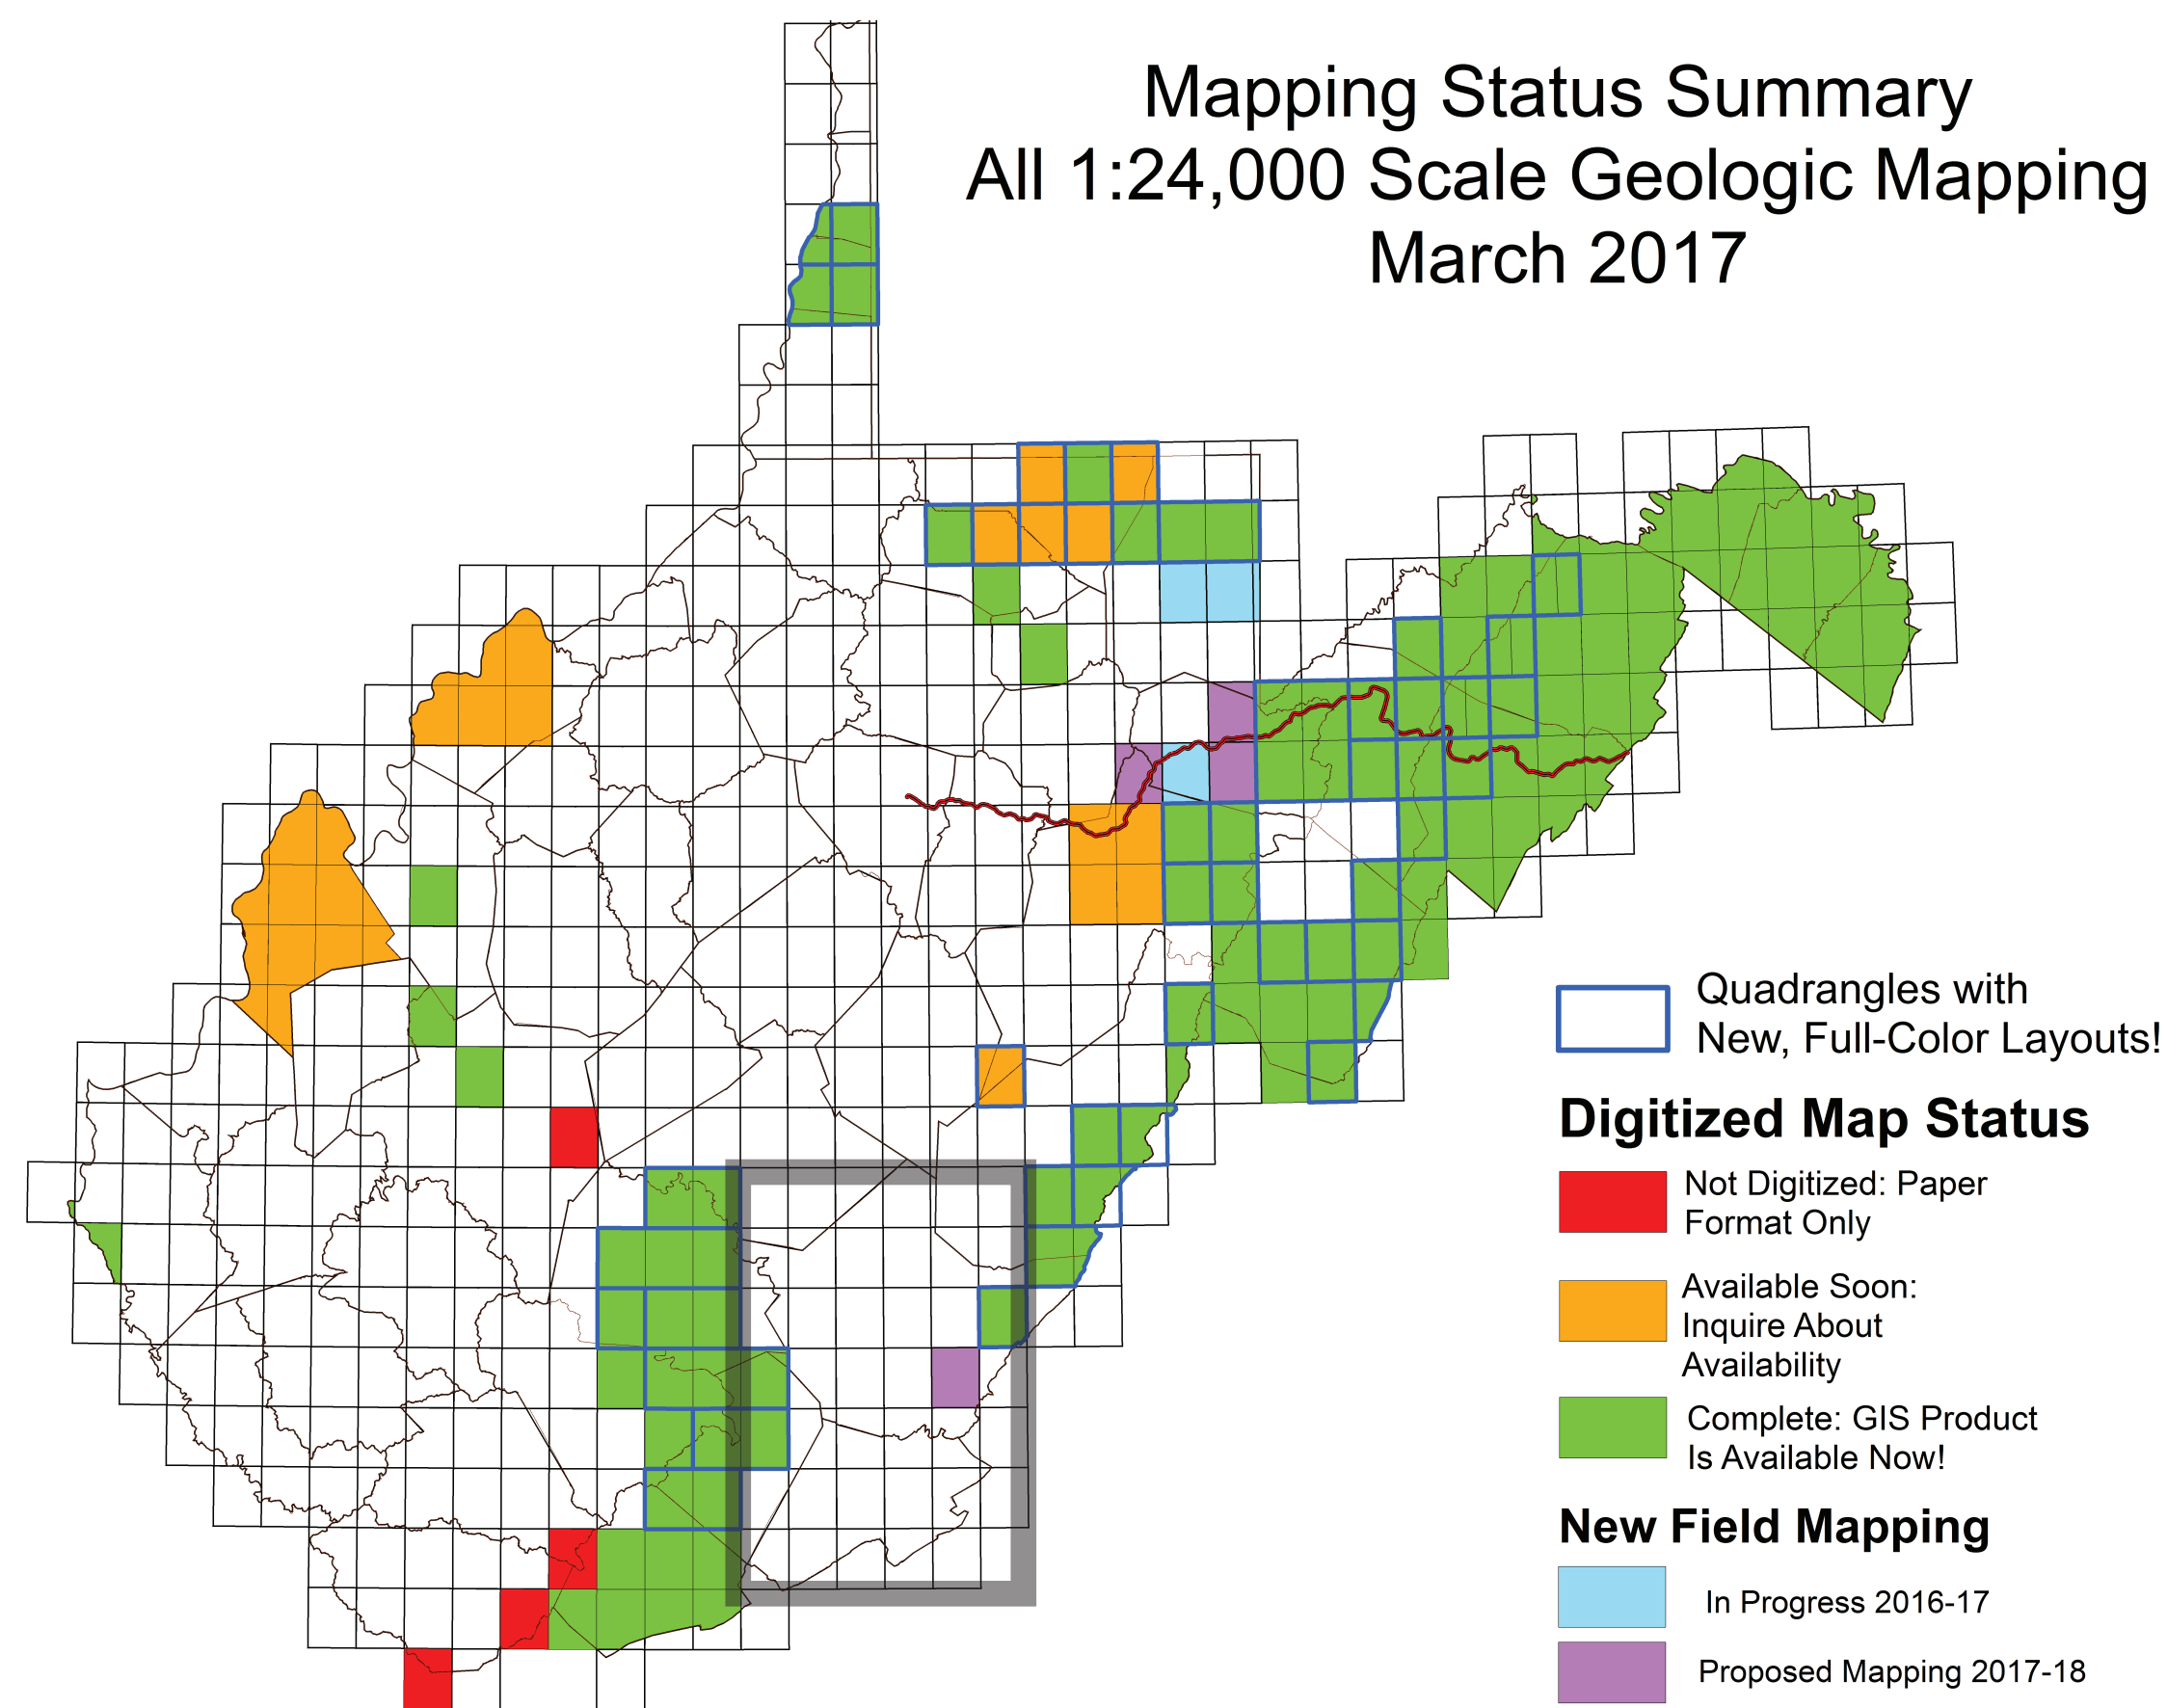 Mapping Status Summary
All 1:24,000 Scale Geologic Mapping
March 2017
Quadrangles with
New, Full-Color Layouts!
Digitized Map Status
Not Digitized: Paper
Format Only
Available Soon:
Inquire About
Availability
Complete: GIS Product
Is Available Now!
New Field Mapping
In Progress 2016-17
Proposed Mapping 2017-18